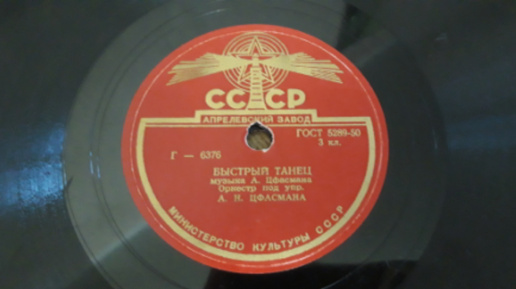 СССР
АПРЕЛЕВСКИЙ ЗАВОД
ГОСТ 5289-50
3 кл.
Г — 6376
БЫСТРЫЙ ТАНЕЦ
музыка А. Цфасмана
Оркестр под упр.
А. Н. ЦФАСМАНА
МИНИСТЕРСТВО КУЛЬТУРЫ СССР